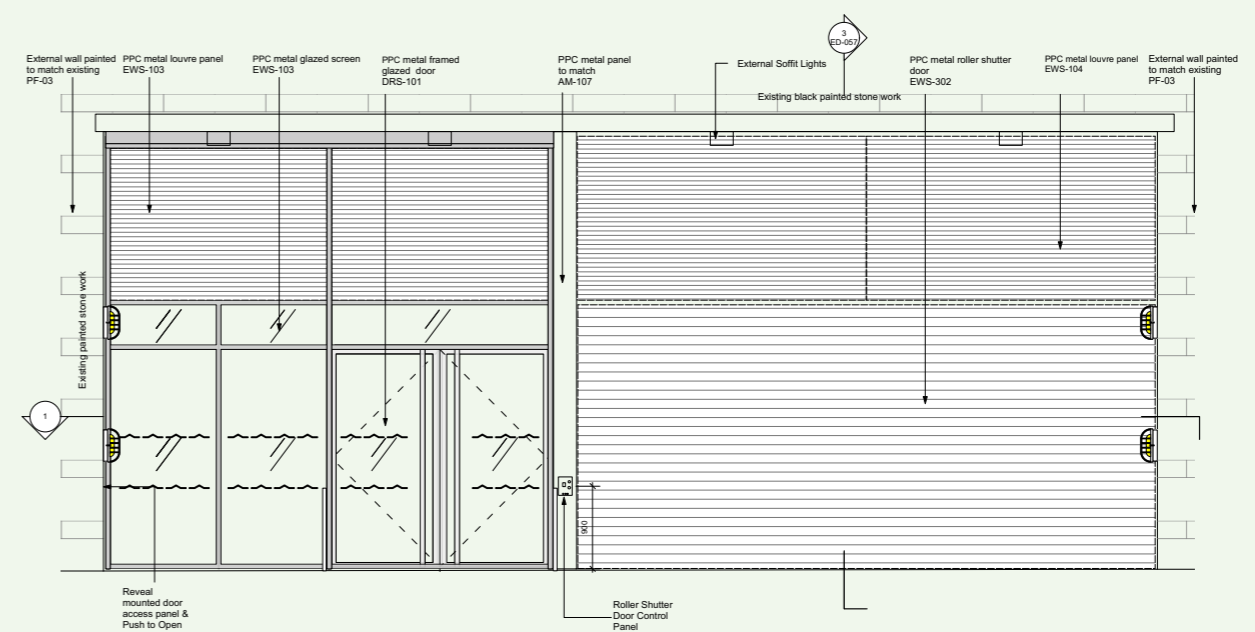 External wall painted
to match existing
PF-03
PPC metal louvre panel
EWS-103
PPC metal glazed screen
EWS-103
PPC metal framed
glazed door
DRS-101
PPC metal panel
to match
AM-107
External Soffit Lights
3
ED-057
Existing black painted stone work
PPC metal roller shutter
door
EWS-302
PPC metal louvre panel
EWS-104
External wall painted
to match existing
PF-03
Existing painted stone work
1
900
Reveal
mounted door
access panel &
Push to Open
Roller Shutter
Door Control
Panel